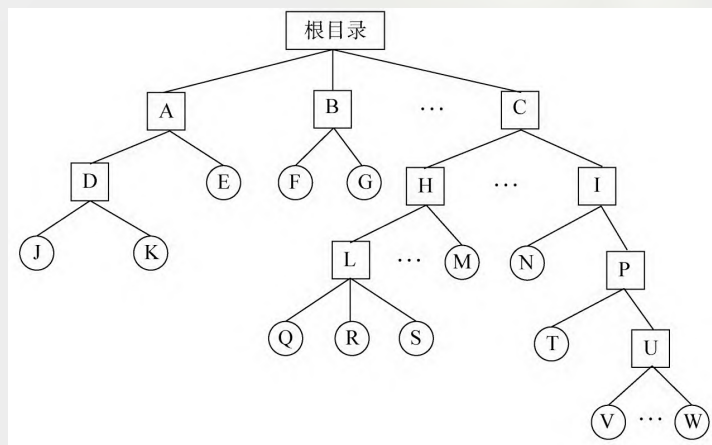 根目录
A B ... C
D E F G H ... I
J K L ... M N P
Q R S T U
V ... W